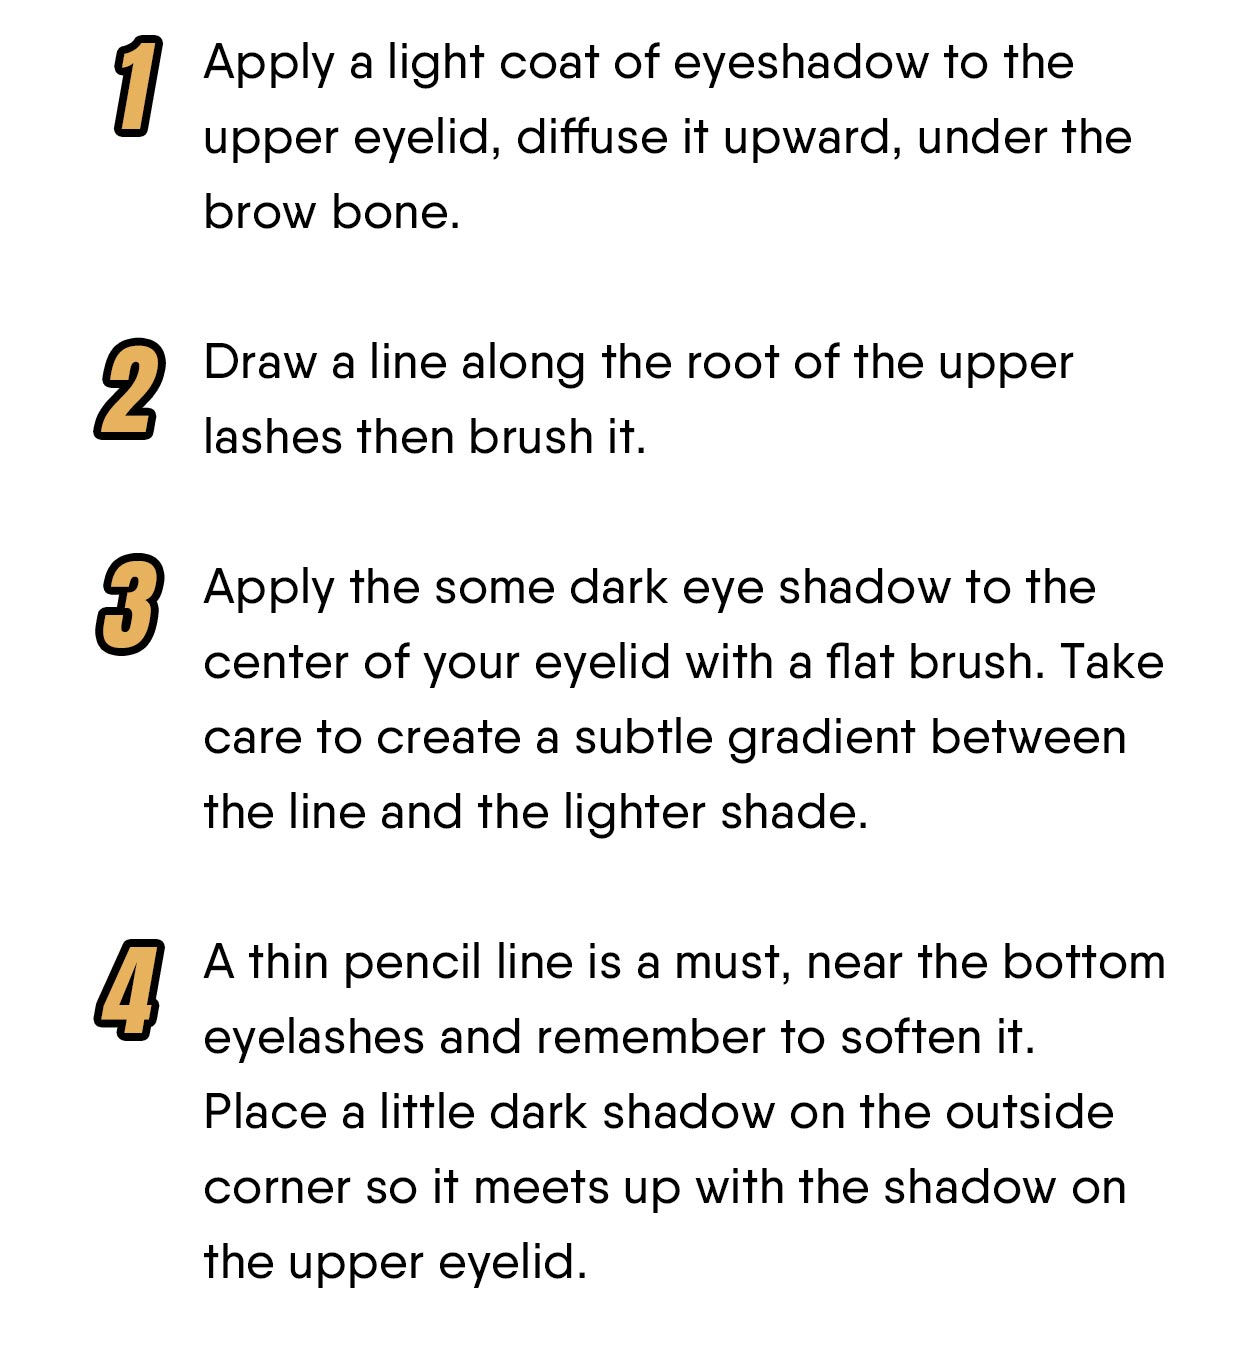 1 Apply a light coat of eyeshadow to the
upper eyelid, diffuse it upward, under the
brow bone.
2 Draw a line along the root of the upper
lashes then brush it.
3 Apply the some dark eye shadow to the
center of your eyelid with a flat brush. Take
care to create a subtle gradient between
the line and the lighter shade.
4 A thin pencil line is a must, near the bottom
eyelashes and remember to soften it.
Place a little dark shadow on the outside
corner so it meets up with the shadow on
the upper eyelid.